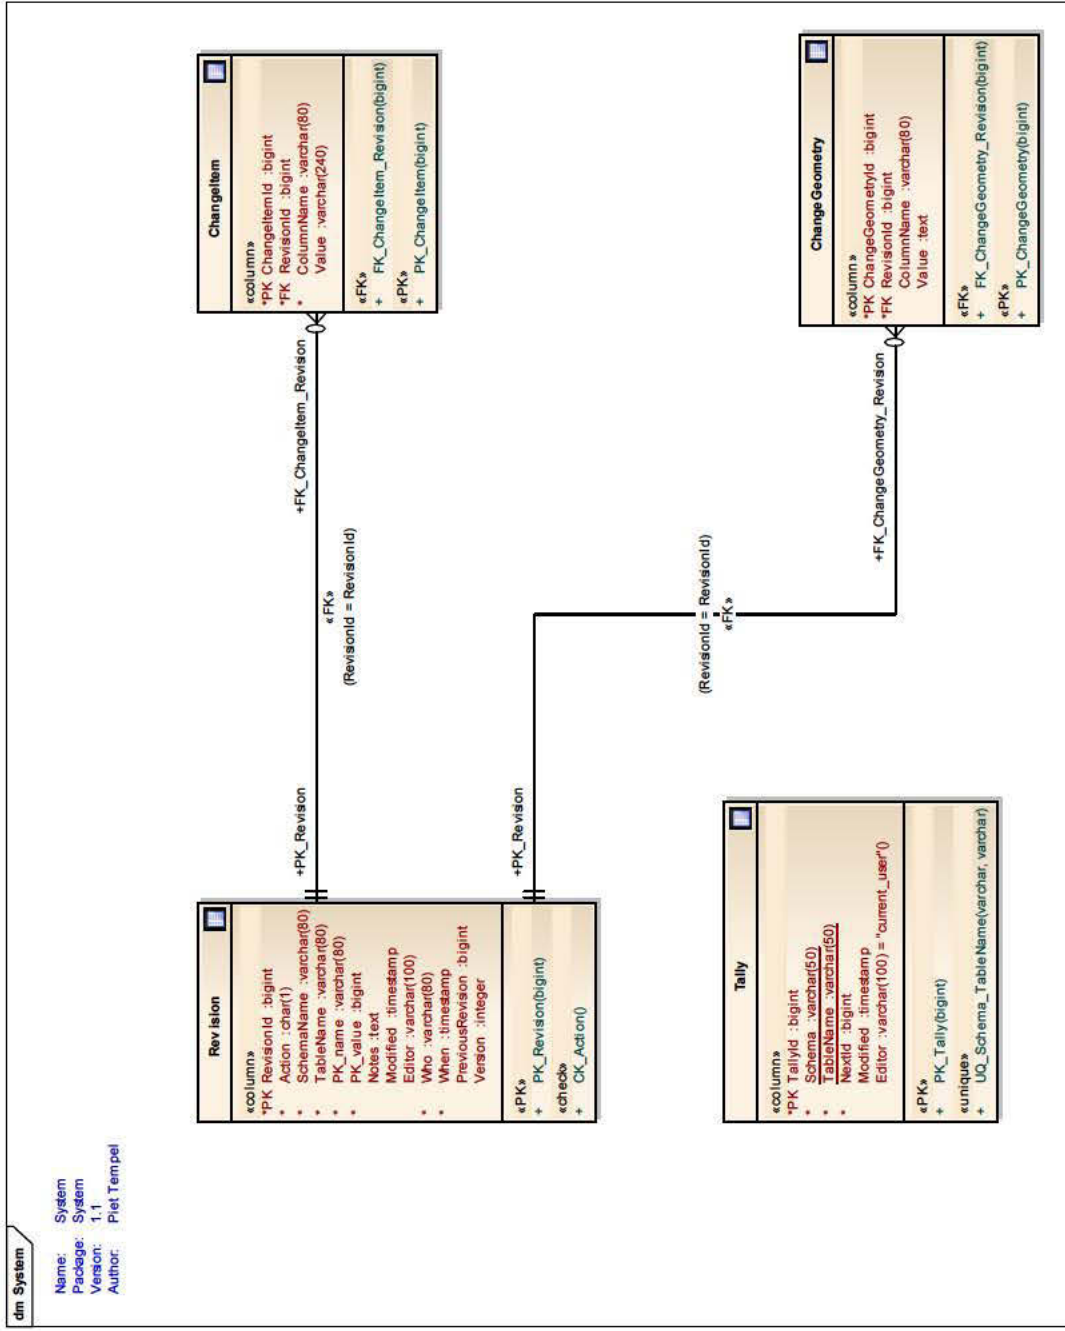 dm System
Name: System
Package: System
Version: 1.1
Author: Piet Tempel
Revision
«column»
*PK RevisionId :bigint
* Action :char(1)
* SchemaName :varchar(80)
* TableName :varchar(80)
* PK_name :varchar(80)
* PK_value :bigint
Notes :text
Modified :timestamp
Editor :varchar(100)
* Who :varchar(80)
* When :timestamp
PreviousRevision :bigint
Version :integer
«PK»
+ PK_Revision(bigint)
«check»
+ CK_Action()
+PK_Revision
«FK»
(RevisionId = RevisionId)
+FK_ChangeItem_Revision
ChangeItem
«column»
*PK ChangeItemId :bigint
*FK RevisionId :bigint
* ColumnName :varchar(80)
Value :varchar(240)
«FK»
+ FK_ChangeItem_Revision(bigint)
«PK»
+ PK_ChangeItem(bigint)
+PK_Revision
(RevisionId = RevisionId)
«FK»
+FK_ChangeGeometry_Revision
Tally
«column»
*PK TallyId :bigint
* Schema :varchar(50)
* TableName :varchar(50)
* NextId :bigint
Modified :timestamp
Editor :varchar(100) = "current_user"()
«PK»
+ PK_Tally(bigint)
«unique»
+ UQ_Schema_TableName(varchar, varchar)
ChangeGeometry
«column»
*PK ChangeGeometryId :bigint
*FK RevisionId :bigint
ColumnName :varchar(80)
Value :text
«FK»
+ FK_ChangeGeometry_Revision(bigint)
«PK»
+ PK_ChangeGeometry(bigint)